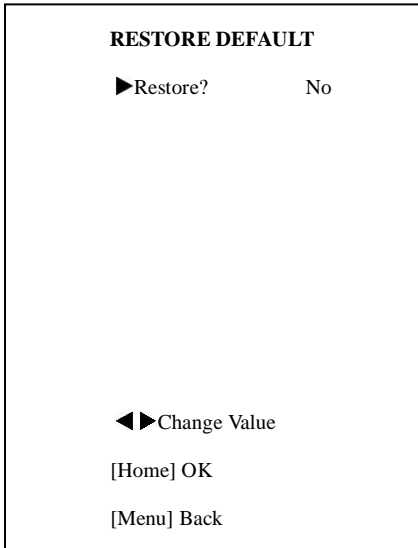 RESTORE DEFAULT
▶Restore? No
◀ ▶Change Value
[Home] OK
[Menu] Back